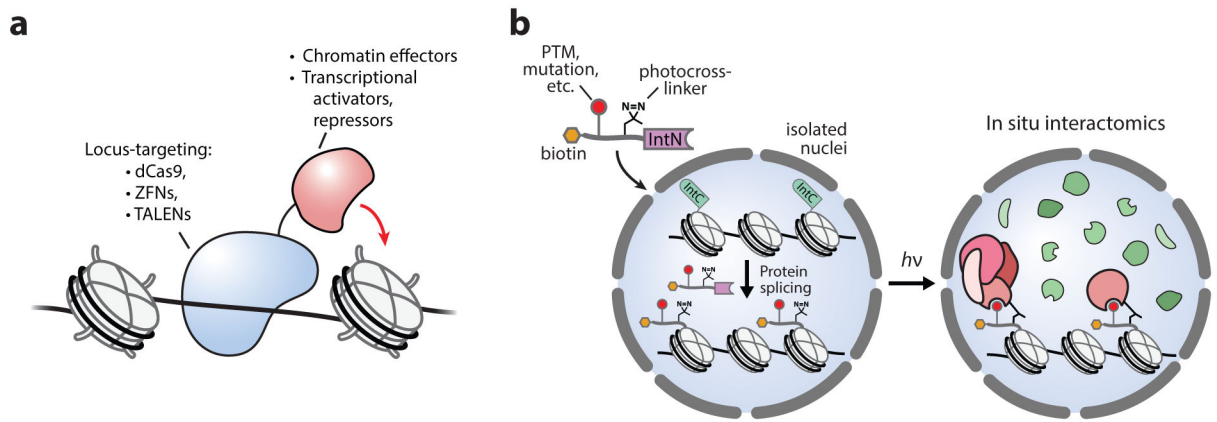 a
• Chromatin effectors
• Transcriptional
activators,
repressors
Locus-targeting:
• dCas9,
• ZFNs,
• TALENs
b
PTM,
mutation,
etc.
N=N
photocross-
linker
biotin
IntN
isolated
nuclei
IntC
IntC
N=N
Protein
splicing
N=N
N=N
hν
In situ interactomics